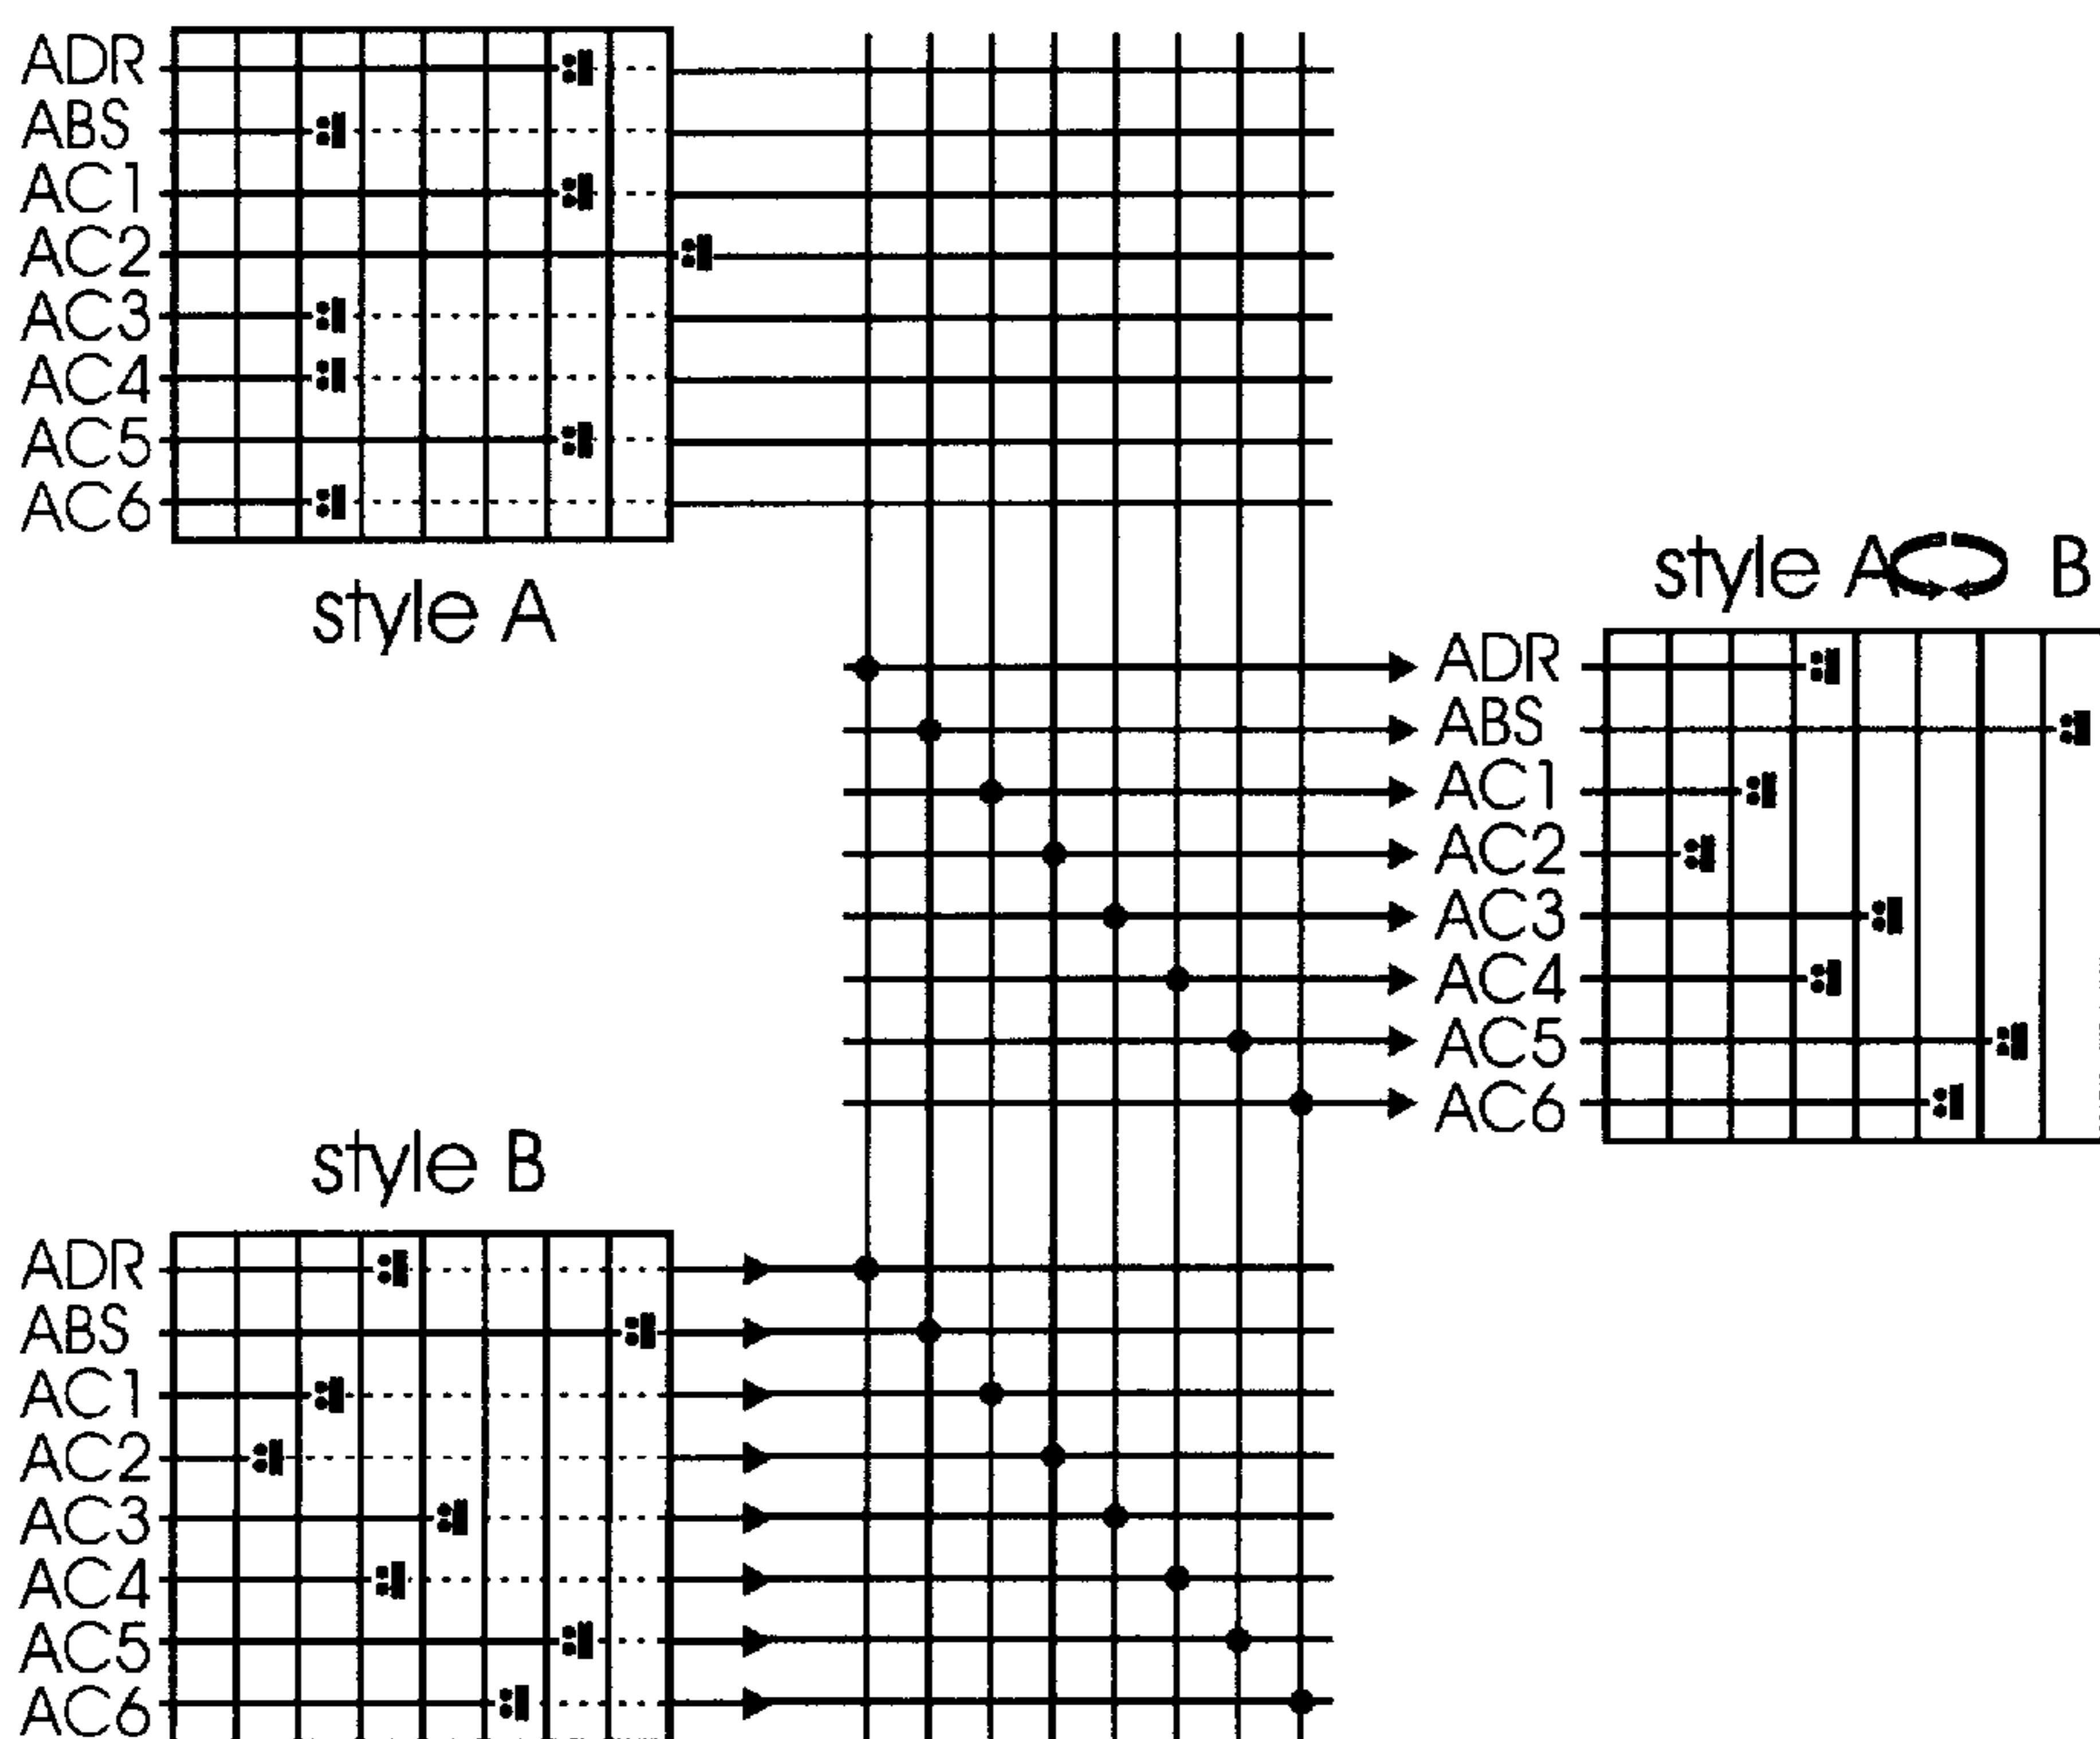 ADR
ABS
AC1
AC2
AC3
AC4
AC5
AC6
style A
style A B
ADR
ABS
AC1
AC2
AC3
AC4
AC5
AC6
style B
ADR
ABS
AC1
AC2
AC3
AC4
AC5
AC6